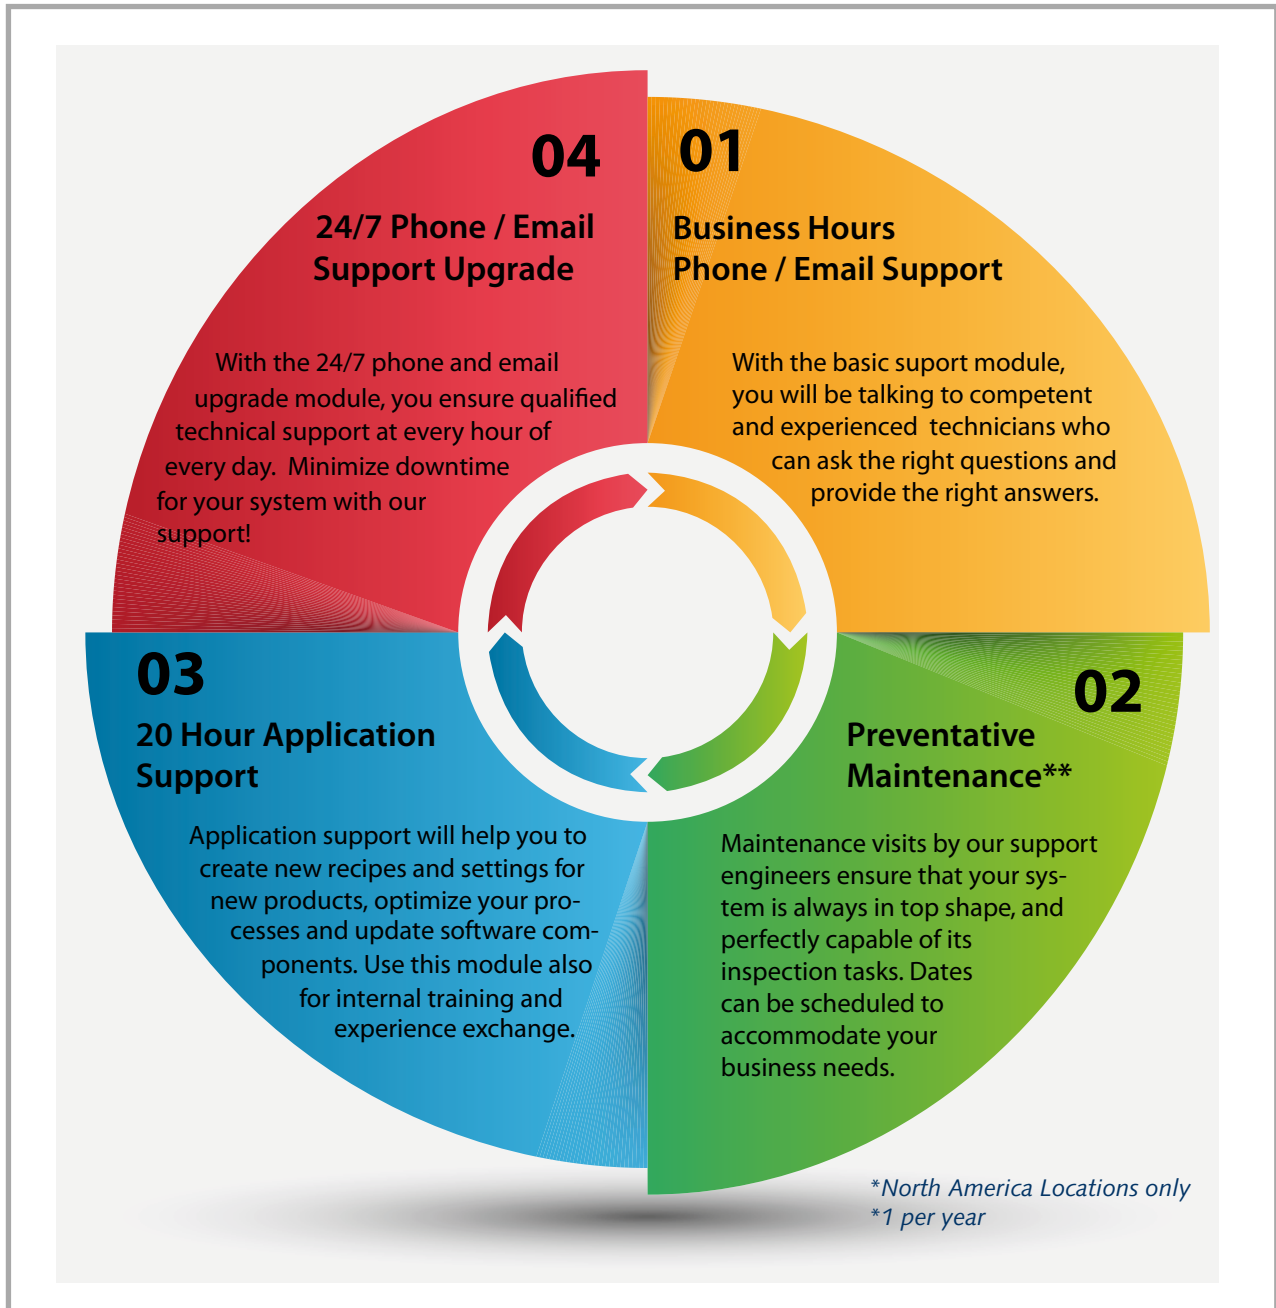 04
24/7 Phone / Email
Support Upgrade
With the 24/7 phone and email
upgrade module, you ensure qualified
technical support at every hour of
every day. Minimize downtime
for your system with our
support!
01
Business Hours
Phone / Email Support
With the basic suport module,
you will be talking to competent
and experienced technicians who
can ask the right questions and
provide the right answers.
03
20 Hour Application
Support
Application support will help you to
create new recipes and settings for
new products, optimize your pro-
cesses and update software com-
ponents. Use this module also
for internal training and
experience exchange.
02
Preventative
Maintenance**
Maintenance visits by our support
engineers ensure that your sys-
tem is always in top shape, and
perfectly capable of its
inspection tasks. Dates
can be scheduled to
accommodate your
business needs.
*North America Locations only
*1 per year